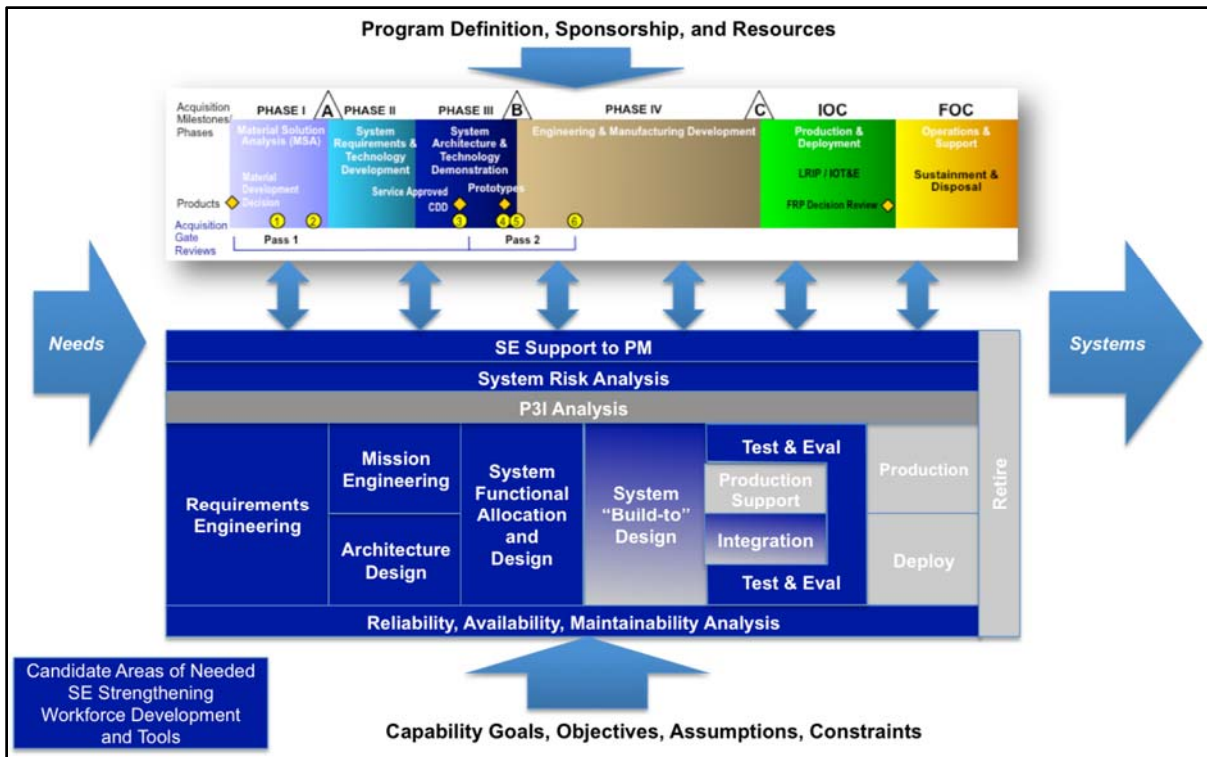 Program Definition, Sponsorship, and Resources
Acquisition
Milestones/
Phases
PHASE I
A
PHASE II
PHASE III
B
PHASE IV
C
IOC
FOC
Material Solution
Analysis (MSA)
System
Requirements &
Technology
Development
System
Architecture &
Technology
Demonstration
Engineering & Manufacturing Development
Production &
Deployment
Operations &
Support
Material
Development
Decision
Service Approved
CDD
Prototypes
LRIP / IOT&E
FRP Decision Review
Sustainment &
Disposal
Products
1
2
3
4
5
6
Acquisition
Gate
Reviews
Pass 1
Pass 2
Needs
Systems
SE Support to PM
System Risk Analysis
P3I Analysis
Requirements
Engineering
Mission
Engineering
Architecture
Design
System
Functional
Allocation
and
Design
System
“Build-to”
Design
Test & Eval
Production
Support
Integration
Test & Eval
Production
Deploy
Retire
Reliability, Availability, Maintainability Analysis
Candidate Areas of Needed
SE Strengthening
Workforce Development
and Tools
Capability Goals, Objectives, Assumptions, Constraints